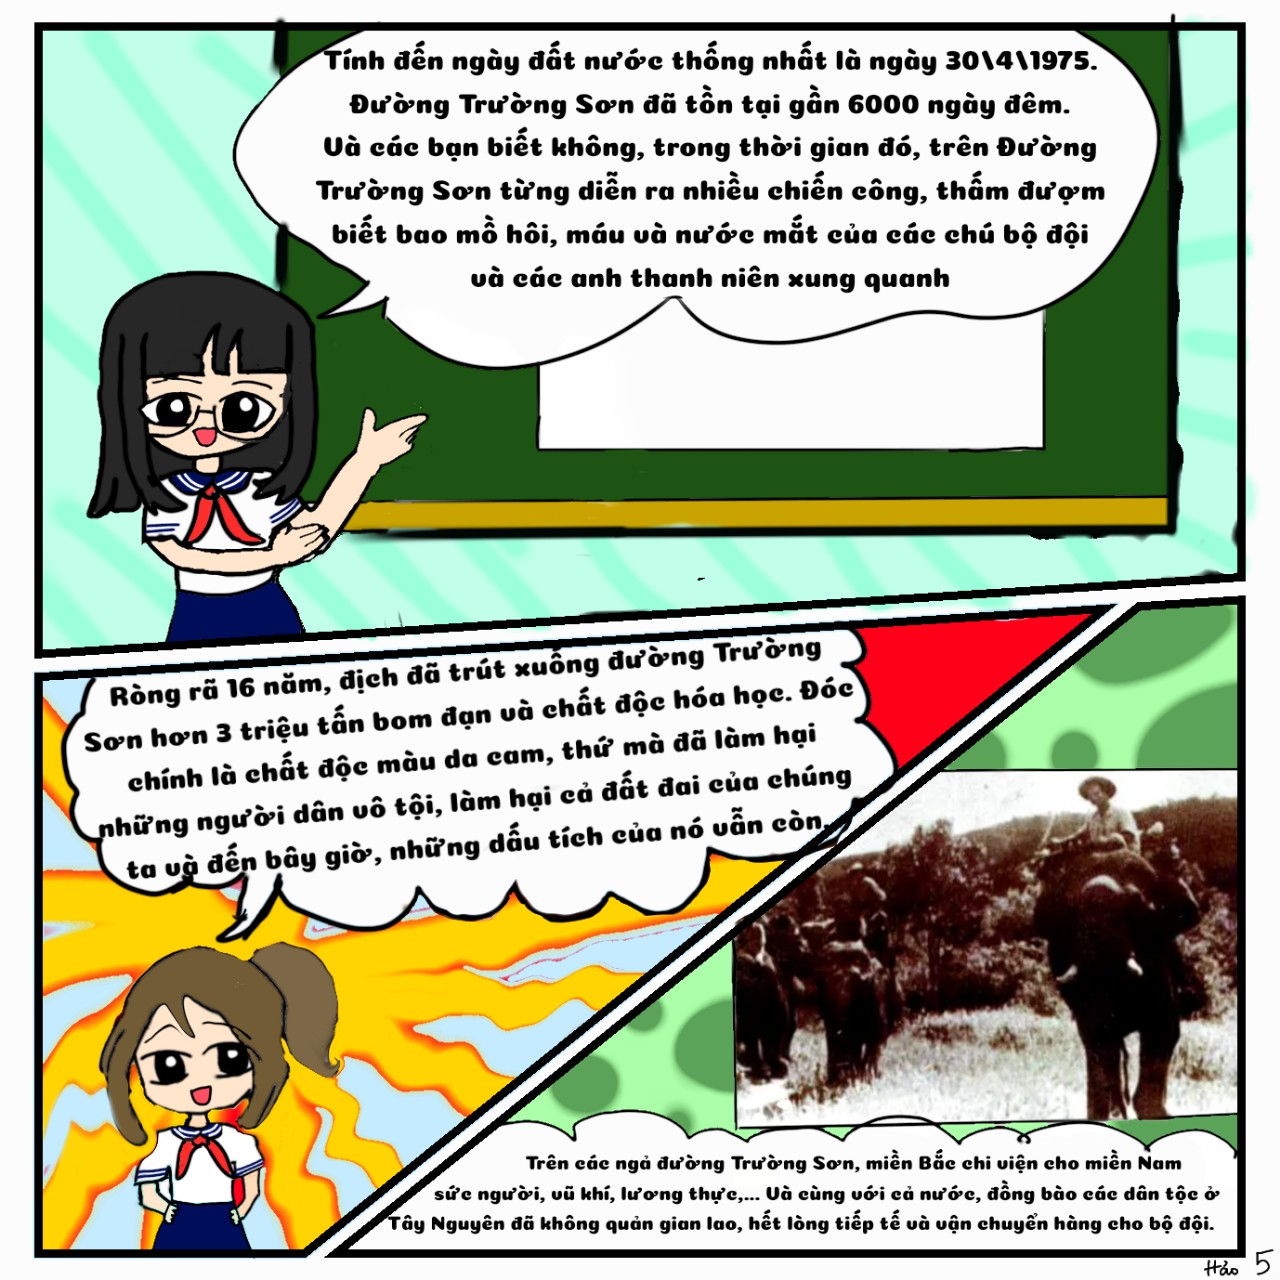 Tính đến ngày đất nước thống nhất là ngày 30\4\1975.
Đường Trường Sơn đã tồn tại gần 6000 ngày đêm.
Và các bạn biết không, trong thời gian đó, trên Đường
Trường Sơn từng diễn ra nhiều chiến công, thấm đượm
biết bao mồ hôi, máu và nước mắt của các chú bộ đội
và các anh thanh niên xung quanh
Ròng rã 16 năm, địch đã trút xuống đường Trường
Sơn hơn 3 triệu tấn bom đạn và chất độc hóa học. Đóc
chính là chất độc màu da cam, thứ mà đã làm hại
những người dân vô tội, làm hại cả đất đai của chúng
ta và đến bây giờ, những dấu tích của nó vẫn còn.
Trên các ngả đường Trường Sơn, miền Bắc chi viện cho miền Nam
sức người, vũ khí, lương thực,... Và cùng với cả nước, đồng bào các dân tộc ở
Tây Nguyên đã không quản gian lao, hết lòng tiếp tế và vận chuyển hàng cho bộ đội.
Hảo 5